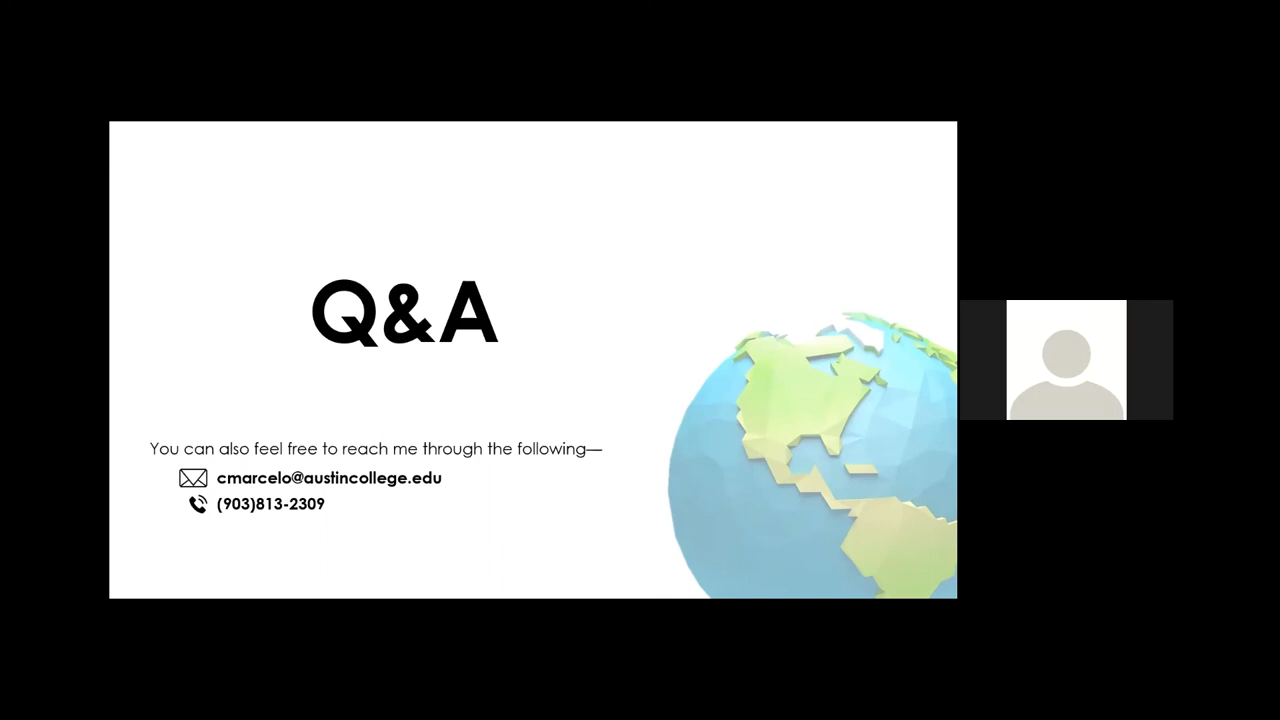 Q&A
You can also feel free to reach me through the following—
cmarcelo@austincollege.edu
(903)813-2309